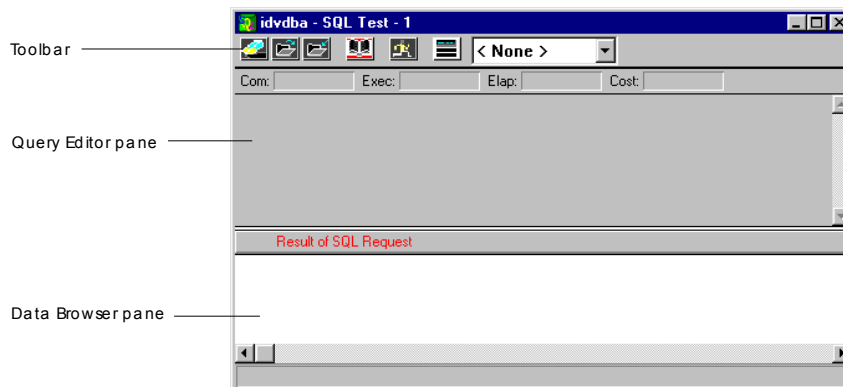 idvdba - SQL Test - 1
Toolbar
< None >
Com: Exec: Elap: Cost:
Query Editor pane
Result of SQL Request
Data Browser pane